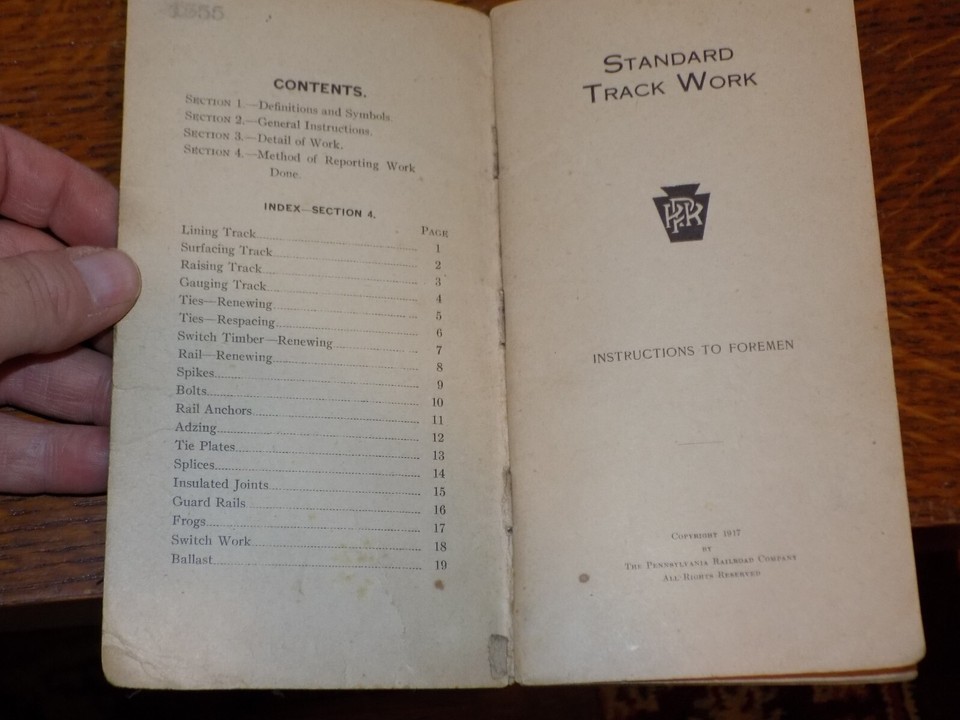 CONTENTS.
SECTION 1.—Definitions and Symbols.
SECTION 2.—General Instructions.
SECTION 3.—Detail of Work.
SECTION 4.—Method of Reporting Work
Done.
INDEX—SECTION 4.
PAGE
Lining Track 1
Surfacing Track 2
Raising Track 3
Gauging Track 4
Ties—Renewing 5
Ties—Respacing 6
Switch Timber—Renewing 7
Rail—Renewing 8
Spikes 9
Bolts 10
Rail Anchors 11
Adzing 12
Tie Plates 13
Splices 14
Insulated Joints 15
Guard Rails 16
Frogs 17
Switch Work 18
Ballast 19
STANDARD
TRACK WORK
PRR
INSTRUCTIONS TO FOREMEN
COPYRIGHT 1917
BY
THE PENNSYLVANIA RAILROAD COMPANY
ALL RIGHTS RESERVED